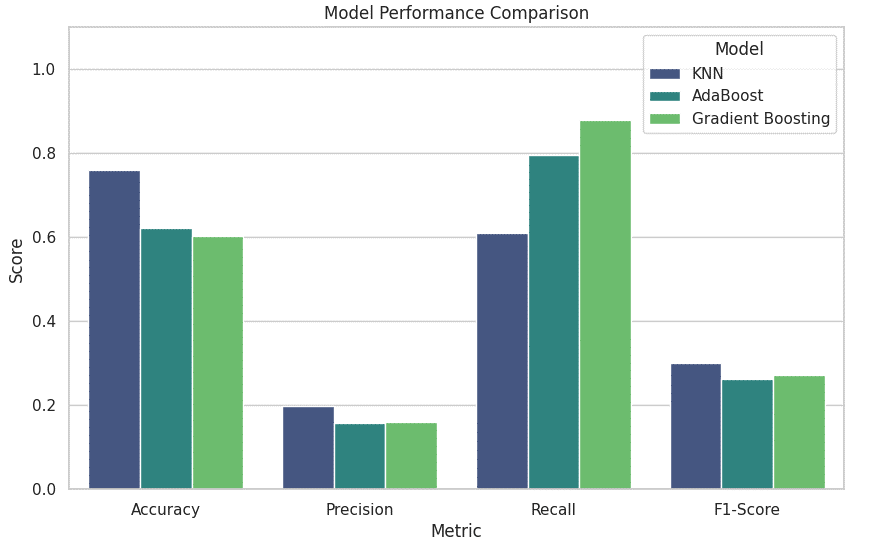 Model Performance Comparison
Model
KNN
AdaBoost
Gradient Boosting
Score
1.0
0.8
0.6
0.4
0.2
0.0
Accuracy
Precision
Recall
F1-Score
Metric